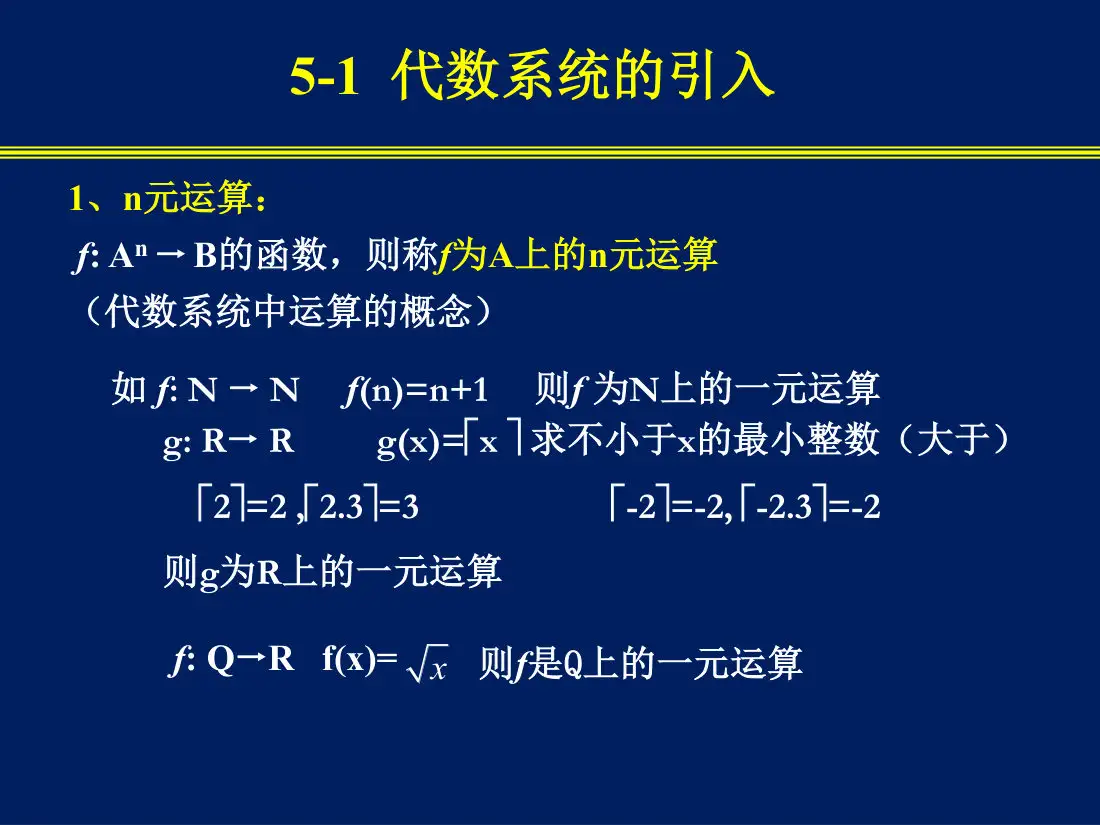 5-1 代数系统的引入
1、n元运算：
f: Aⁿ → B的函数，则称f为A上的n元运算
（代数系统中运算的概念）
如 f: N → N f(n)=n+1 则f 为N上的一元运算
g: R→ R g(x)=⎡x⎤求不小于x的最小整数（大于）
⎡2⎤=2 ,⎡2.3⎤=3 ⎡-2⎤=-2,⎡-2.3⎤=-2
则g为R上的一元运算
f: Q→R f(x)= √x 则f是Q上的一元运算